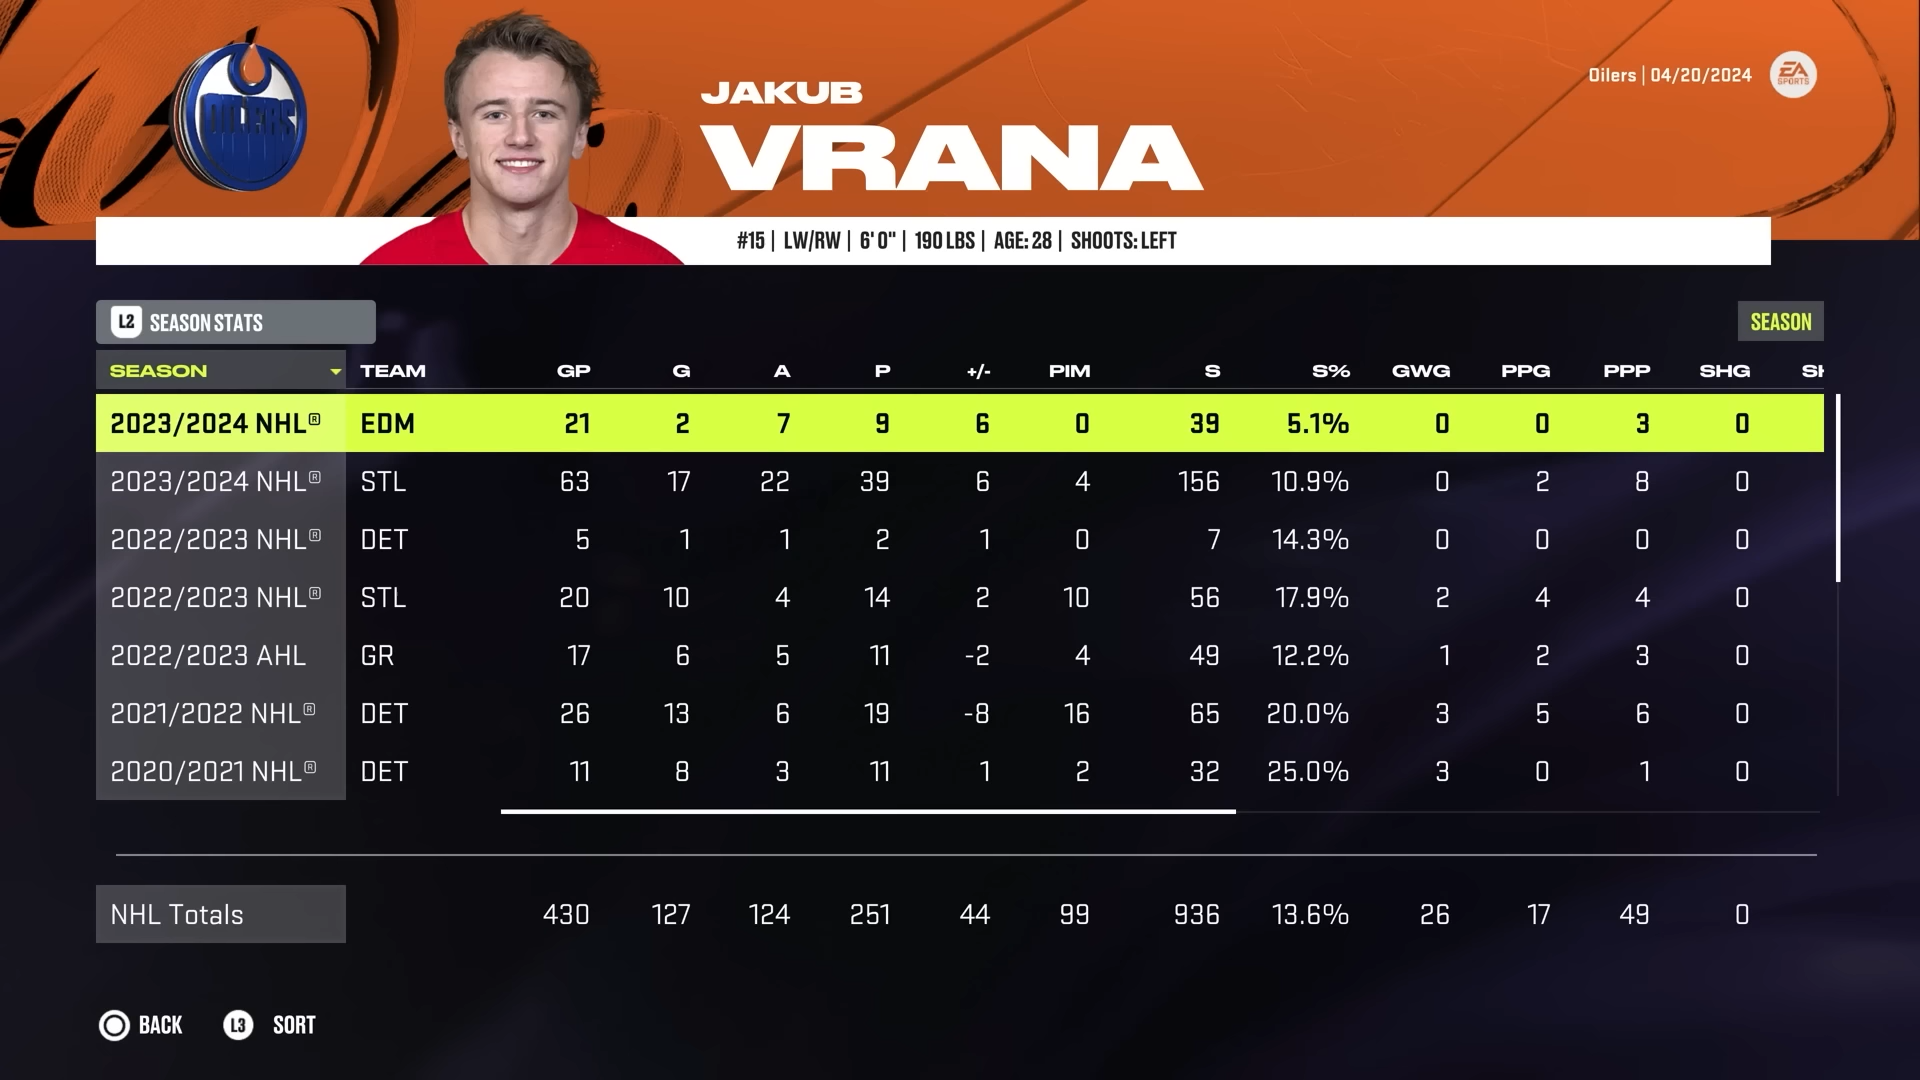 OILERS
JAKUB
VRANA
Oilers | 04/20/2024
EA SPORTS
#15 | LW/RW | 6' 0" | 190 LBS | AGE: 28 | SHOOTS: LEFT
L2 SEASON STATS
SEASON
SEASON TEAM GP G A P +/- PIM S S% GWG PPG PPP SHG SH
2023/2024 NHL® EDM 21 2 7 9 6 0 39 5.1% 0 0 3 0
2023/2024 NHL® STL 63 17 22 39 6 4 156 10.9% 0 2 8 0
2022/2023 NHL® DET 5 1 1 2 1 0 7 14.3% 0 0 0 0
2022/2023 NHL® STL 20 10 4 14 2 10 56 17.9% 2 4 4 0
2022/2023 AHL GR 17 6 5 11 -2 4 49 12.2% 1 2 3 0
2021/2022 NHL® DET 26 13 6 19 -8 16 65 20.0% 3 5 6 0
2020/2021 NHL® DET 11 8 3 11 1 2 32 25.0% 3 0 1 0
NHL Totals 430 127 124 251 44 99 936 13.6% 26 17 49 0
BACK L3 SORT